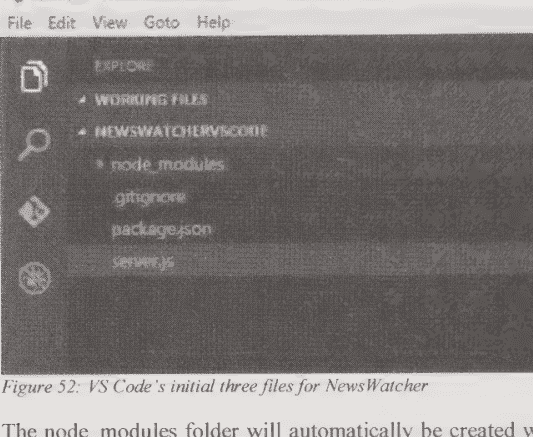 File Edit View Goto Help
EXPLORE
WORKING FILES
NEWSWATCHERVSCODE
node_modules
.gitignore
package.json
server.js
Figure 52: VS Code's initial three files for NewsWatcher
The node_modules folder will automatically be created